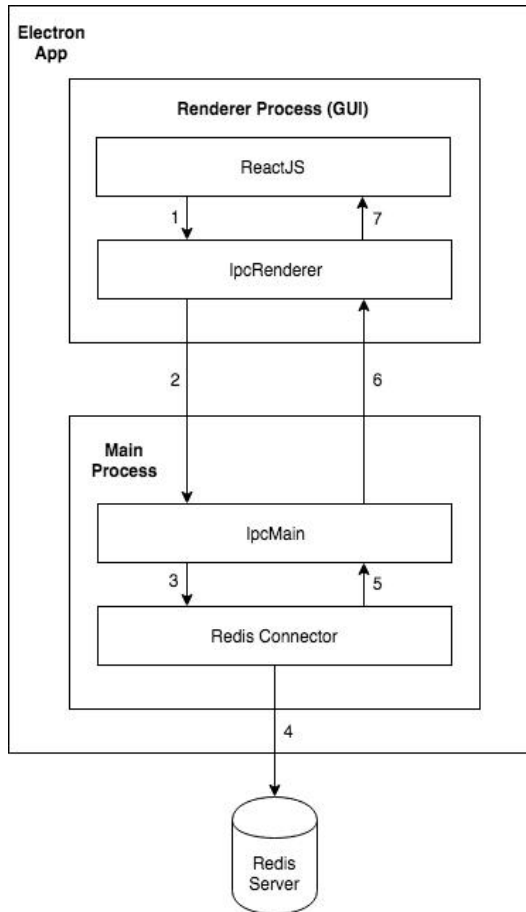 Electron
App
Renderer Process (GUI)
ReactJS
1
7
IpcRenderer
2
6
Main
Process
IpcMain
3
5
Redis Connector
4
Redis
Server